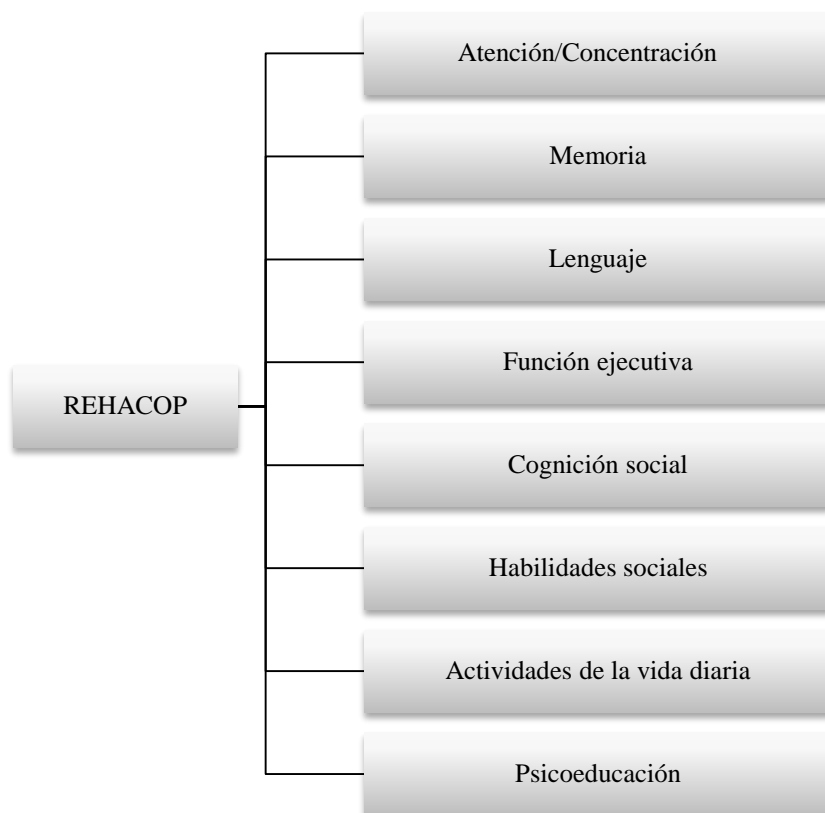 Atención/Concentración
Memoria
Lenguaje
Función ejecutiva
REHACOP
Cognición social
Habilidades sociales
Actividades de la vida diaria
Psicoeducación